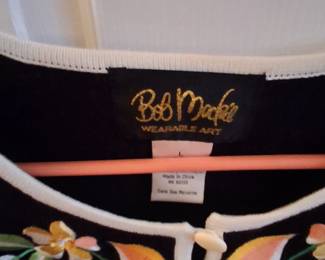 Bob Mackie
WEARABLE ART
L
Made In China
Care See Reverse